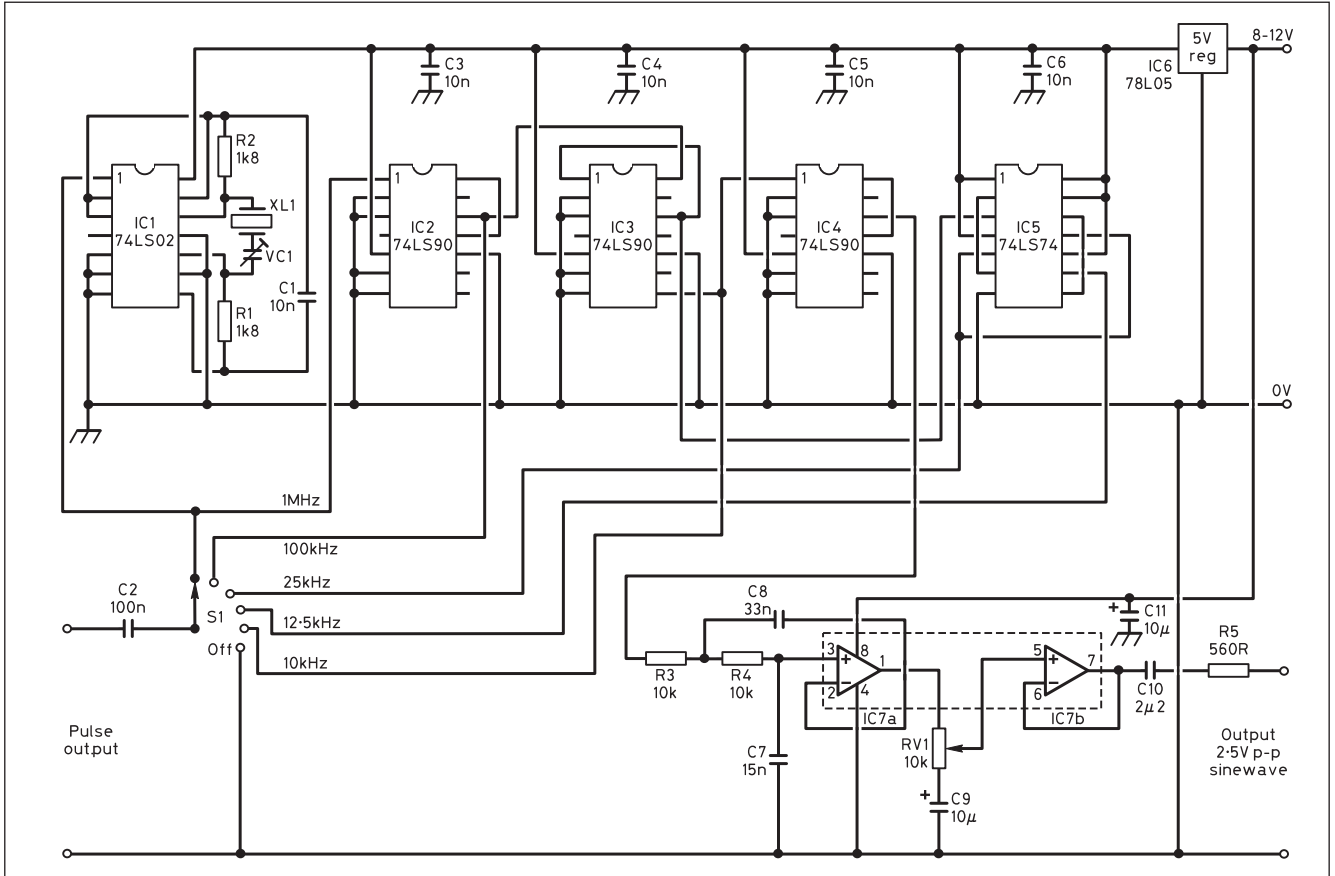 5V
reg
8-12V
IC6
78L05
C3
10n
C4
10n
C5
10n
C6
10n
R2
1k8
1
IC1
74LS02
XL1
VC1
C1
10n
R1
1k8
1
IC2
74LS90
1
IC3
74LS90
1
IC4
74LS90
1
IC5
74LS74
0V
1MHz
100kHz
25kHz
12·5kHz
10kHz
C2
100n
S1
Off
Pulse
output
C8
33n
R3
10k
R4
10k
C7
15n
3
+
8
1
2
−
4
IC7a
RV1
10k
+
C9
10µ
5
+
7
6
−
IC7b
+
C11
10µ
C10
2µ2
R5
560R
Output
2·5V p-p
sinewave